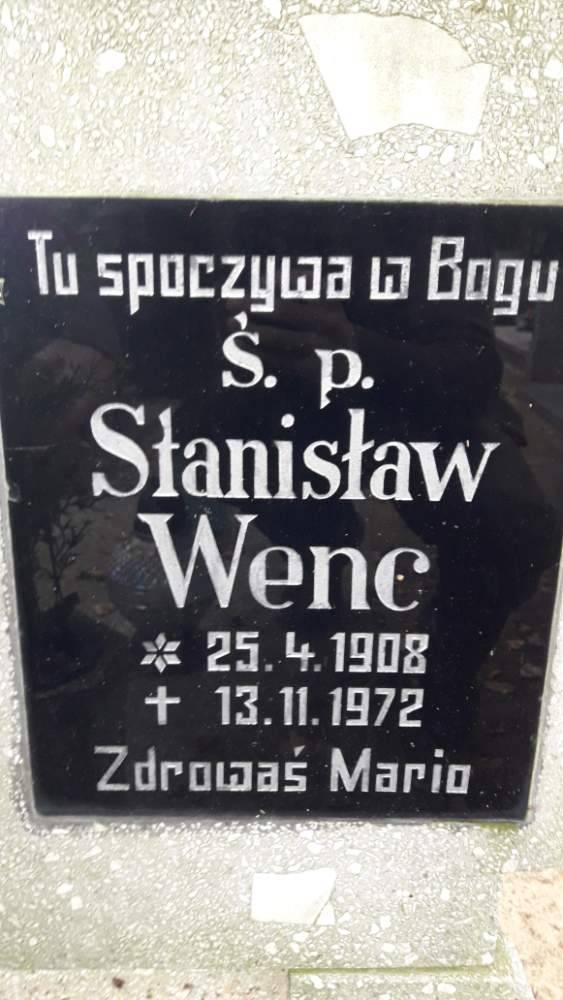 Tu spoczywa w Bogu
Ś. p.
Stanisław
Wenc
* 25.4.1908
✝ 13.11.1972
Zdrowaś Mario